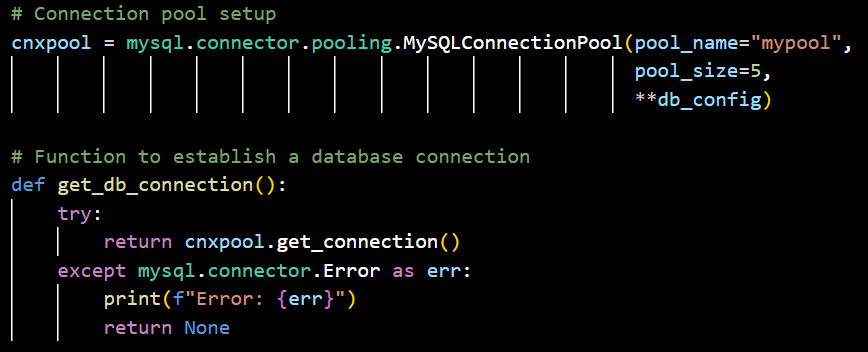 # Connection pool setup
cnxpool = mysql.connector.pooling.MySQLConnectionPool(pool_name="mypool",
                                                      pool_size=5,
                                                      **db_config)

# Function to establish a database connection
def get_db_connection():
    try:
        return cnxpool.get_connection()
    except mysql.connector.Error as err:
        print(f"Error: {err}")
        return None